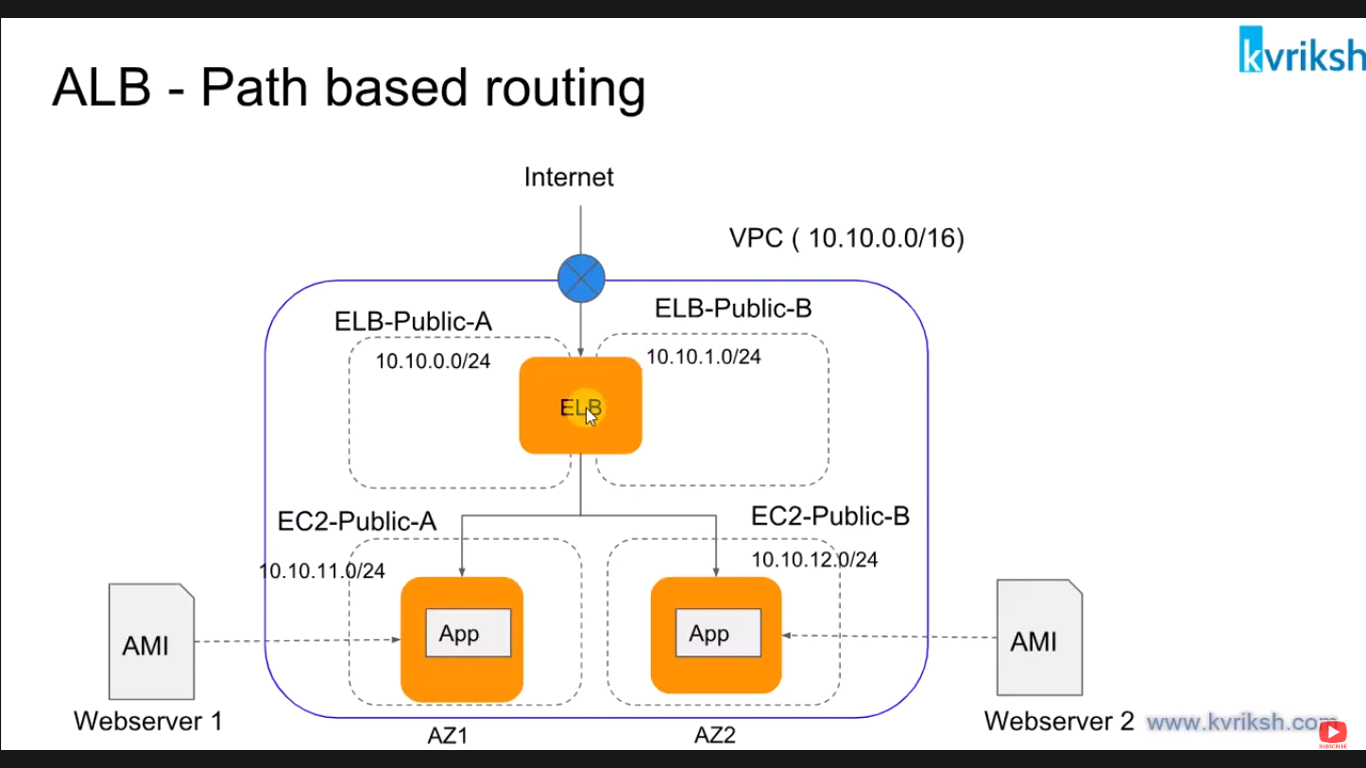 kvriksh
ALB - Path based routing
Internet
VPC ( 10.10.0.0/16)
ELB-Public-A
ELB-Public-B
10.10.0.0/24
10.10.1.0/24
ELB
EC2-Public-A
EC2-Public-B
10.10.11.0/24
10.10.12.0/24
AMI
App
App
AMI
Webserver 1
AZ1
AZ2
Webserver 2
www.kvriksh.com
SUBSCRIBE